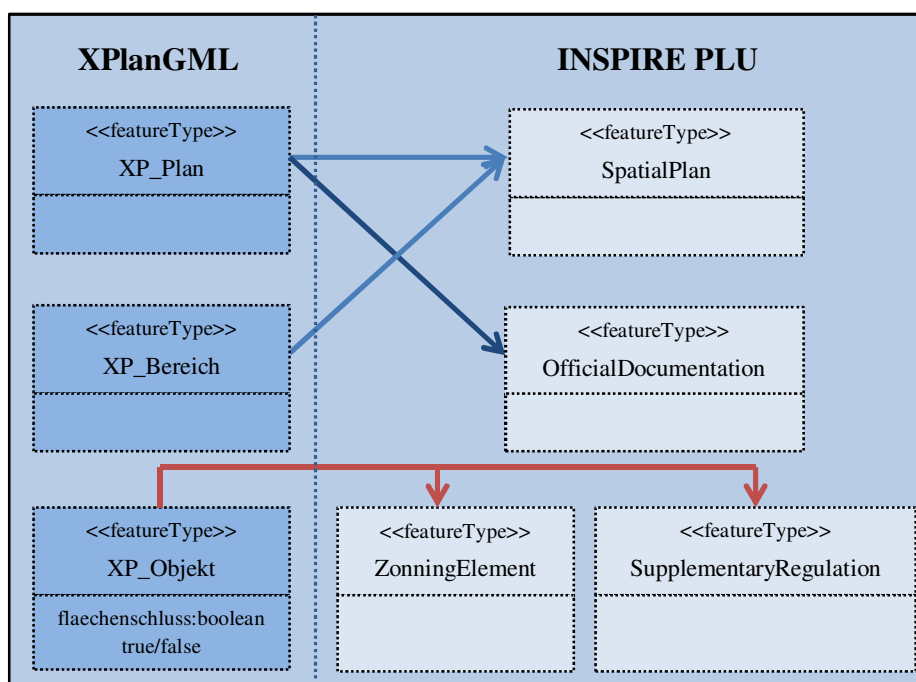 XPlanGML
INSPIRE PLU
<<featureType>>
XP_Plan
<<featureType>>
SpatialPlan
<<featureType>>
XP_Bereich
<<featureType>>
OfficialDocumentation
<<featureType>>
XP_Objekt
flaechenschluss:boolean
true/false
<<featureType>>
ZonningElement
<<featureType>>
SupplementaryRegulation